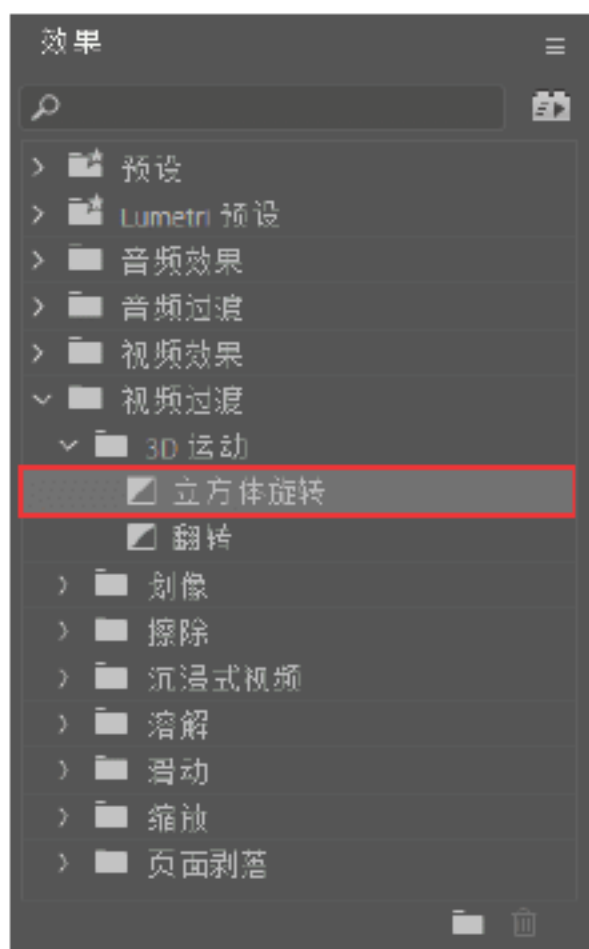 效果
预设
Lumetri 预设
音频效果
音频过渡
视频效果
视频过渡
3D 运动
立方体旋转
翻转
划像
擦除
沉浸式视频
溶解
滑动
缩放
页面剥落